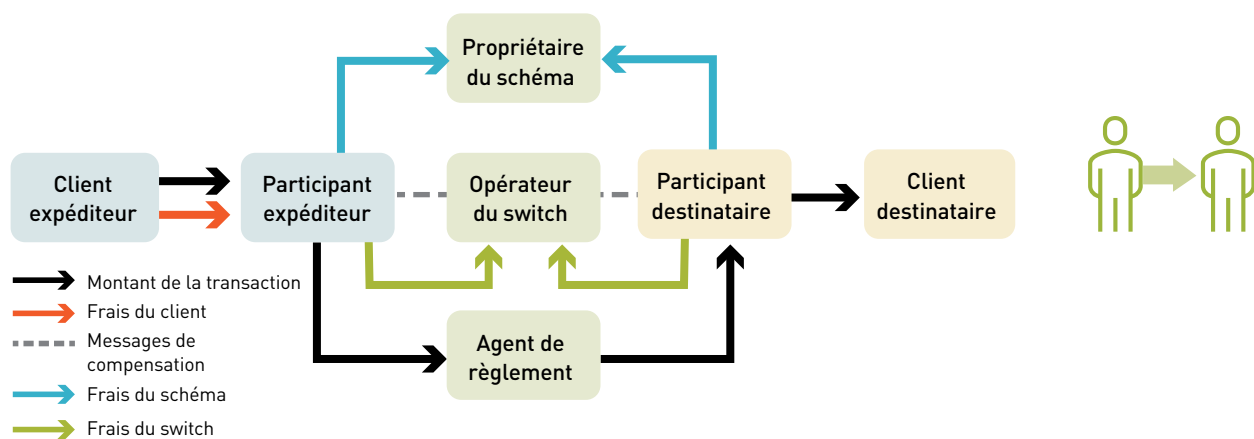 Propriétaire
du schéma
Client
expéditeur
Participant
expéditeur
Opérateur
du switch
Participant
destinataire
Client
destinataire
Agent de
règlement
Montant de la transaction
Frais du client
Messages de
compensation
Frais du schéma
Frais du switch